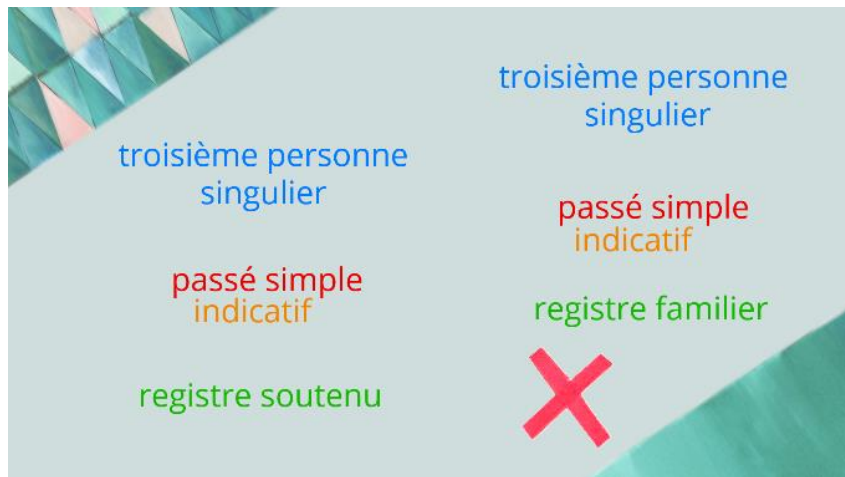 troisième personne
singulier
passé simple
indicatif
registre soutenu
troisième personne
singulier
passé simple
indicatif
registre familier